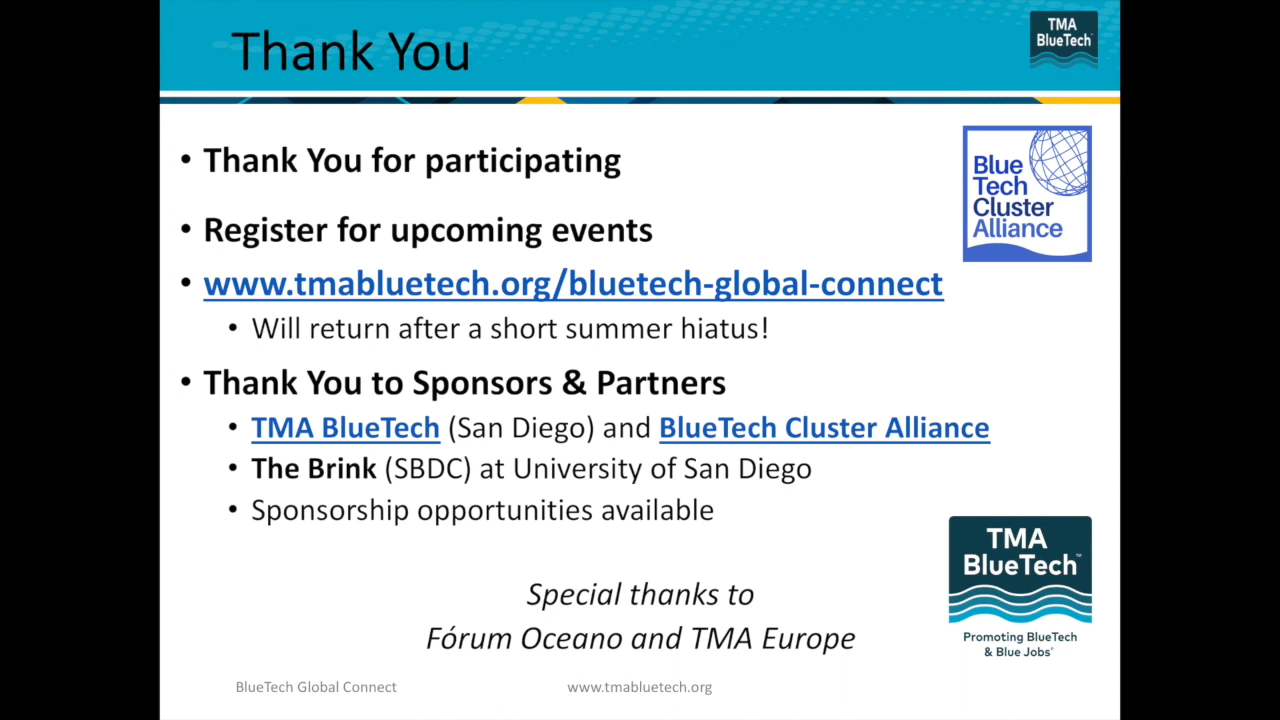 Thank You
TMA
BlueTech
• Thank You for participating
Blue
Tech
Cluster
Alliance
• Register for upcoming events
• www.tmabluetech.org/bluetech-global-connect
• Will return after a short summer hiatus!
• Thank You to Sponsors & Partners
• TMA BlueTech (San Diego) and BlueTech Cluster Alliance
• The Brink (SBDC) at University of San Diego
• Sponsorship opportunities available
TMA
BlueTech™
Promoting BlueTech
& Blue Jobs®
Special thanks to
Fórum Oceano and TMA Europe
BlueTech Global Connect
www.tmabluetech.org